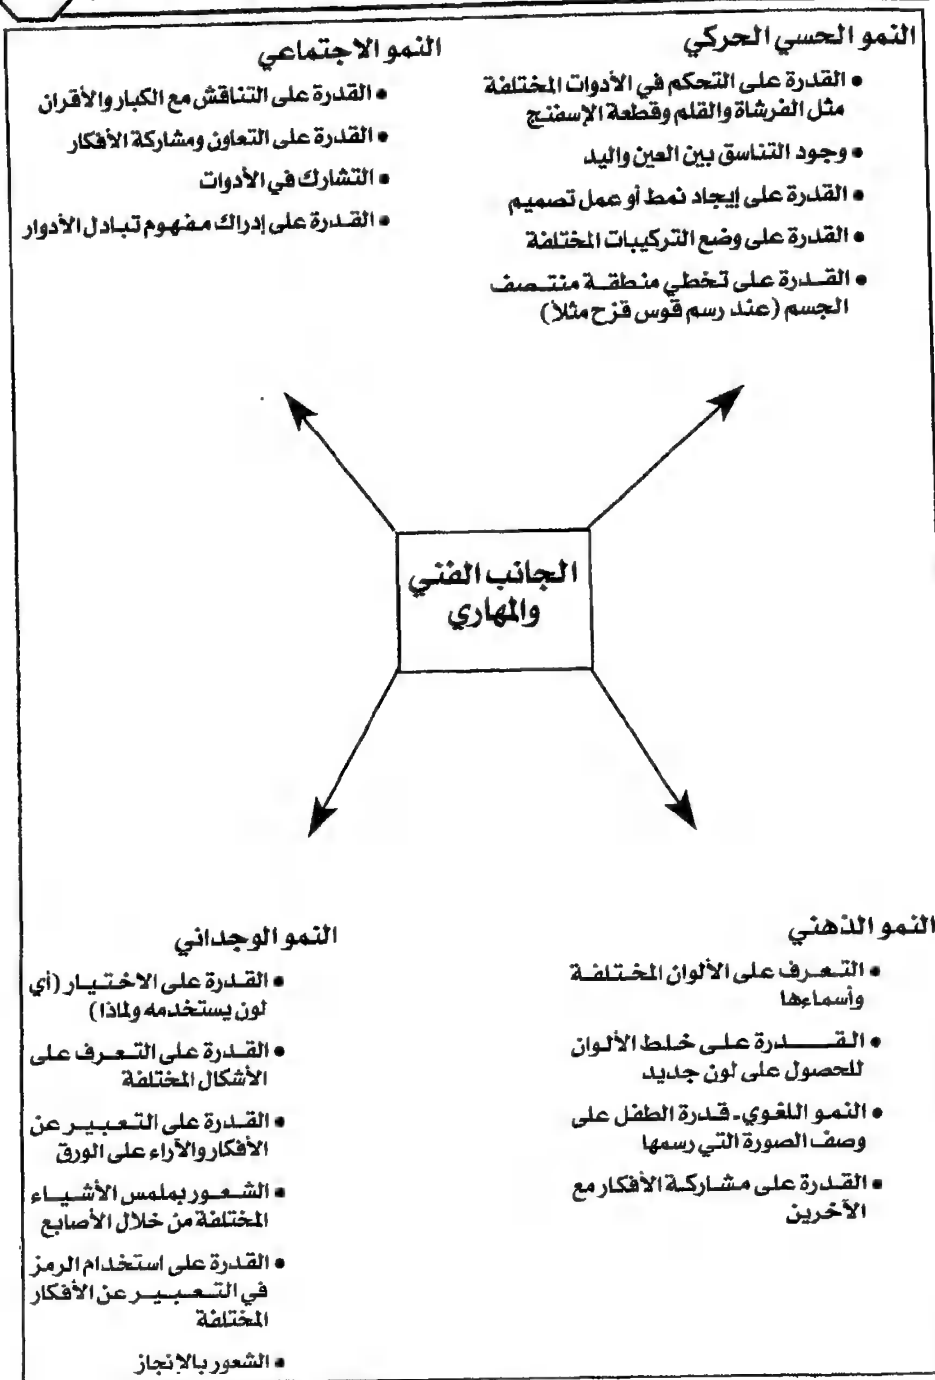 النمو الحسي الحركي
• القدرة على التحكم في الأدوات المختلفة
مثل الفرشاة والقلم وقطعة الإسفنج
• وجود التناسق بين العين واليد
• القدرة على إيجاد نمط أو عمل تصميم
• القدرة على وضع التركيبات المختلفة
• القدرة على تخطي منطقة منتصف
الجسم (عند رسم قوس قزح مثلاً)
النمو الاجتماعي
• القدرة على التناقش مع الكبار والأقران
• القدرة على التعاون ومشاركة الأفكار
• التشارك في الأدوات
• القدرة على إدراك مفهوم تبادل الأدوار
الجانب الفني
والمهاري
النمو الذهني
• التعرف على الألوان المختلفة
وأسماءها
• القدرة على خلط الألوان
للحصول على لون جديد
• النمو اللغوي - قدرة الطفل على
وصف الصورة التي رسمها
• القدرة على مشاركة الأفكار مع
الآخرين
النمو الوجداني
• القدرة على الاختيار (أي
لون يستخدمه ولماذا)
• القدرة على التعرف على
الأشكال المختلفة
• القدرة على التعبير عن
الأفكار والآراء على الورق
• الشعور بملمس الأشياء
المختلفة من خلال الأصابع
• القدرة على استخدام الرمز
في التعبير عن الأفكار
المختلفة
• الشعور بالإنجاز